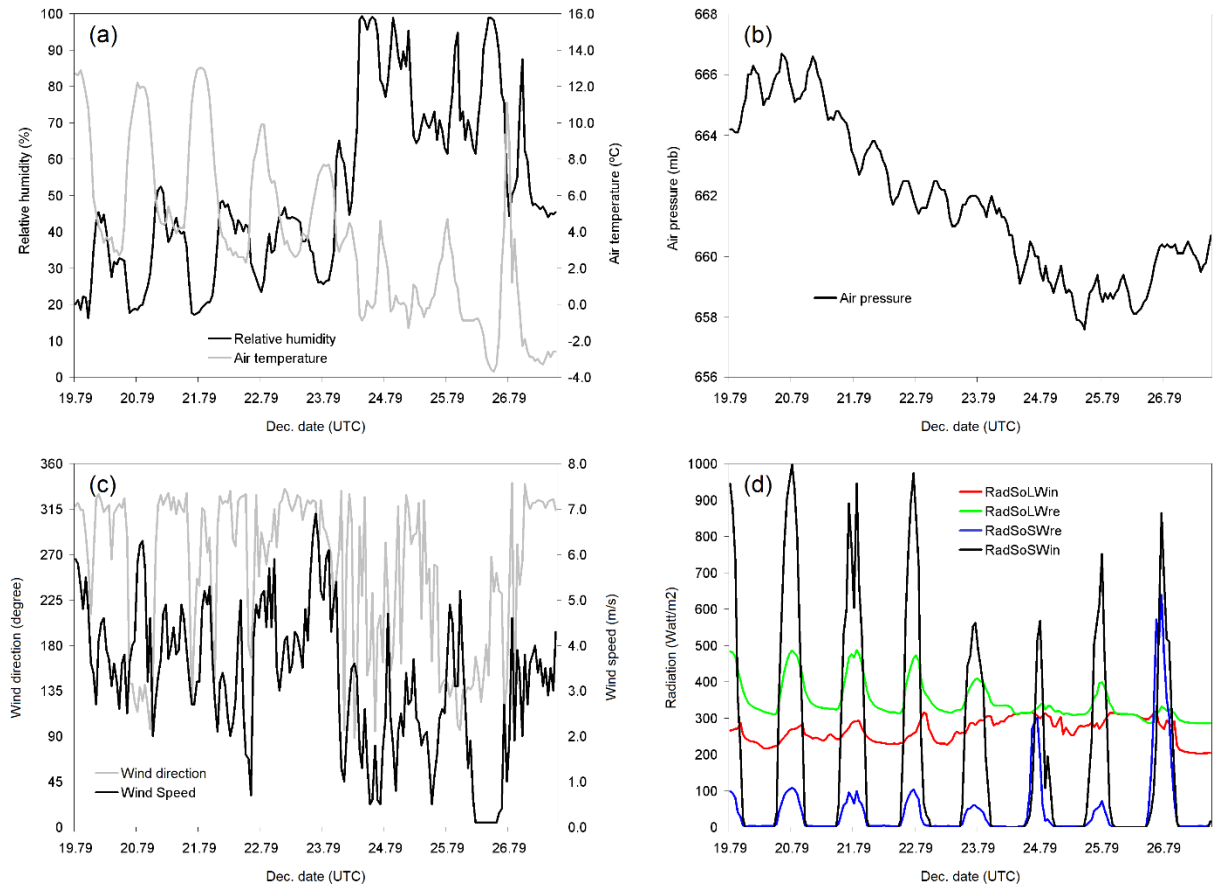 (a)
Relative humidity (%)
100
90
80
70
60
50
40
30
20
10
0
16.0
14.0
12.0
10.0
8.0
6.0
4.0
2.0
0.0
-2.0
-4.0
Air temperature (ºC)
Relative humidity
Air temperature
19.79 20.79 21.79 22.79 23.79 24.79 25.79 26.79
Dec. date (UTC)
(b)
Air pressure (mb)
668
666
664
662
660
658
656
Air pressure
19.79 20.79 21.79 22.79 23.79 24.79 25.79 26.79
Dec. date (UTC)
(c)
Wind direction (degree)
360
315
270
225
180
135
90
45
0
8.0
7.0
6.0
5.0
4.0
3.0
2.0
1.0
0.0
Wind speed (m/s)
Wind direction
Wind Speed
19.79 20.79 21.79 22.79 23.79 24.79 25.79 26.79
Dec. date (UTC)
(d)
Radiation (Watt/m2)
1000
900
800
700
600
500
400
300
200
100
0
RadSoLWin
RadSoLWre
RadSoSWre
RadSoSWin
19.79 20.79 21.79 22.79 23.79 24.79 25.79 26.79
Dec. date (UTC)